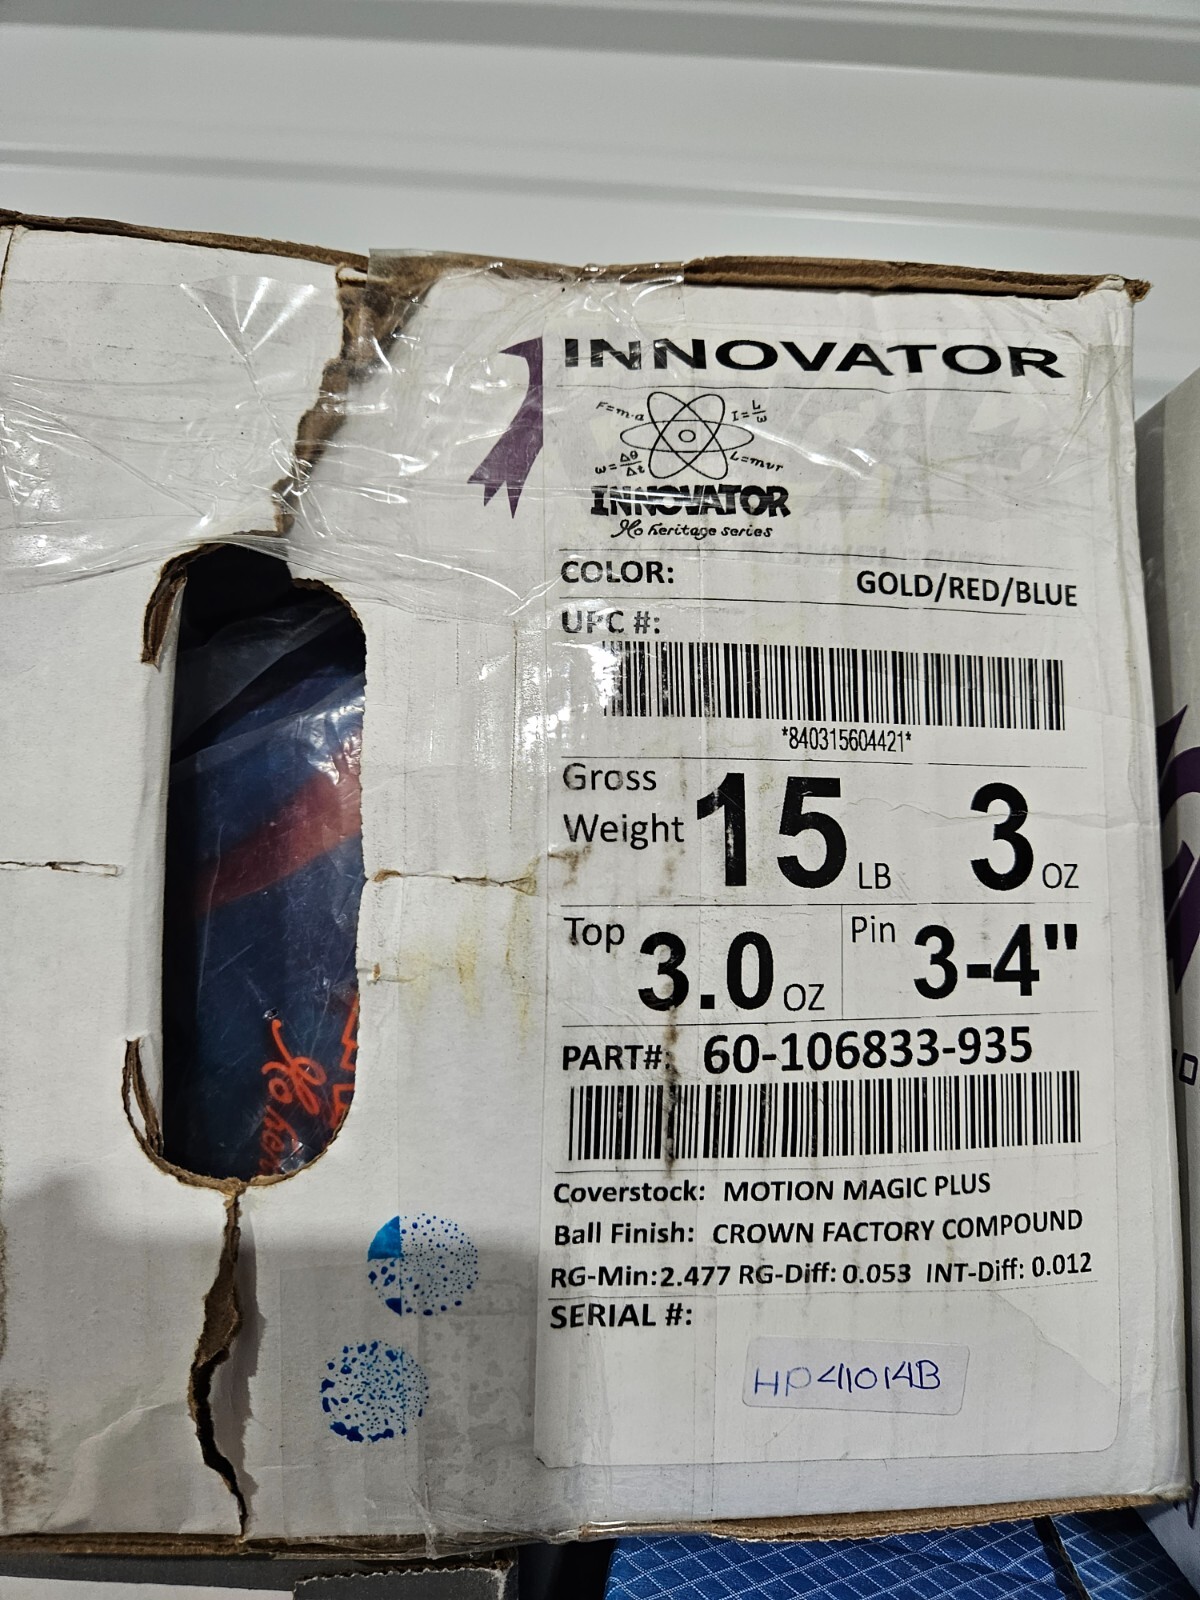 INNOVATOR
F=m·a
I=L/ω
ω=Δθ/Δt
L=mvr
INNOVATOR
Ho heritage series
COLOR: GOLD/RED/BLUE
UPC #:
*840315604421*
Gross Weight 15 LB 3 OZ
Top 3.0 OZ Pin 3-4"
PART#: 60-106833-935
Coverstock: MOTION MAGIC PLUS
Ball Finish: CROWN FACTORY COMPOUND
RG-Min:2.477 RG-Diff: 0.053 INT-Diff: 0.012
SERIAL #:
HP41014B